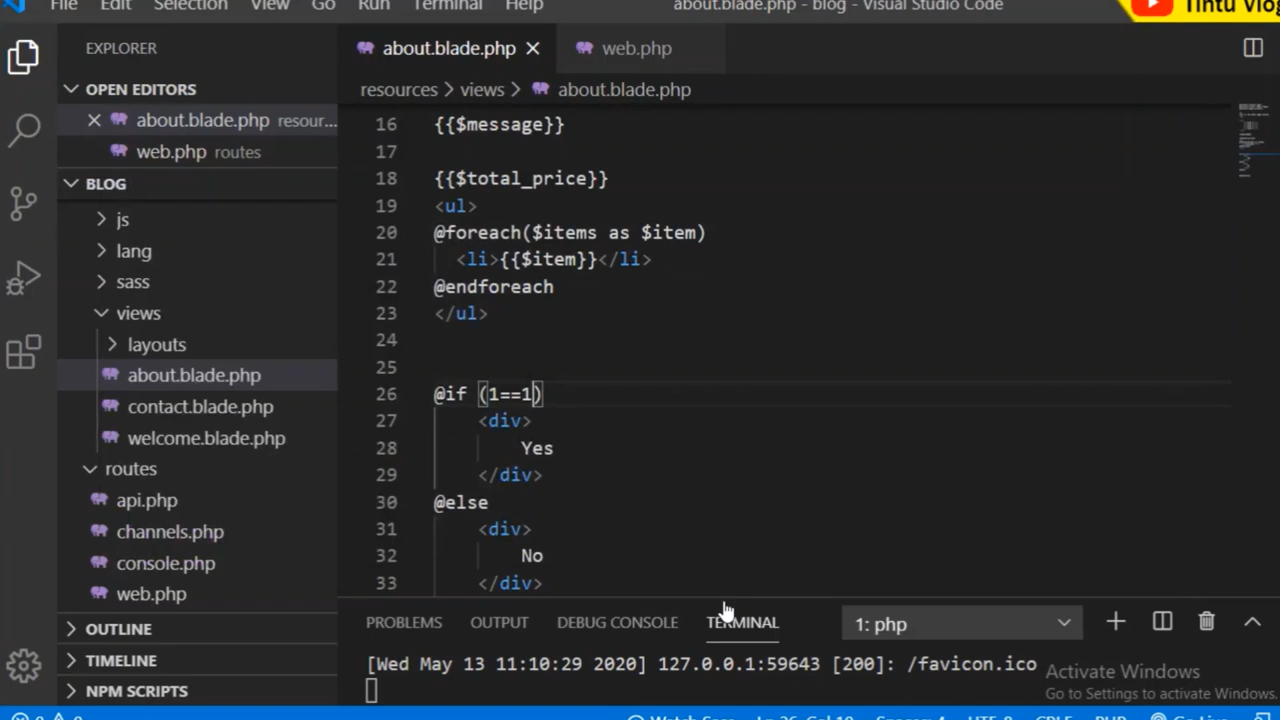 File Edit Selection View Go Run Terminal Help about.blade.php - blog - Visual Studio Code
Tintu Vlog
EXPLORER
OPEN EDITORS
about.blade.php resour...
web.php routes
BLOG
js
lang
sass
views
layouts
about.blade.php
contact.blade.php
welcome.blade.php
routes
api.php
channels.php
console.php
web.php
OUTLINE
TIMELINE
NPM SCRIPTS
about.blade.php web.php
resources > views > about.blade.php
16 {{$message}}
17
18 {{$total_price}}
19 <ul>
20 @foreach($items as $item)
21 <li>{{$item}}</li>
22 @endforeach
23 </ul>
24
25
26 @if (1==1)
27 <div>
28 Yes
29 </div>
30 @else
31 <div>
32 No
33 </div>
PROBLEMS OUTPUT DEBUG CONSOLE TERMINAL 1: php
[Wed May 13 11:10:29 2020] 127.0.0.1:59643 [200]: /favicon.ico
Activate Windows
Go to Settings to activate Windows.